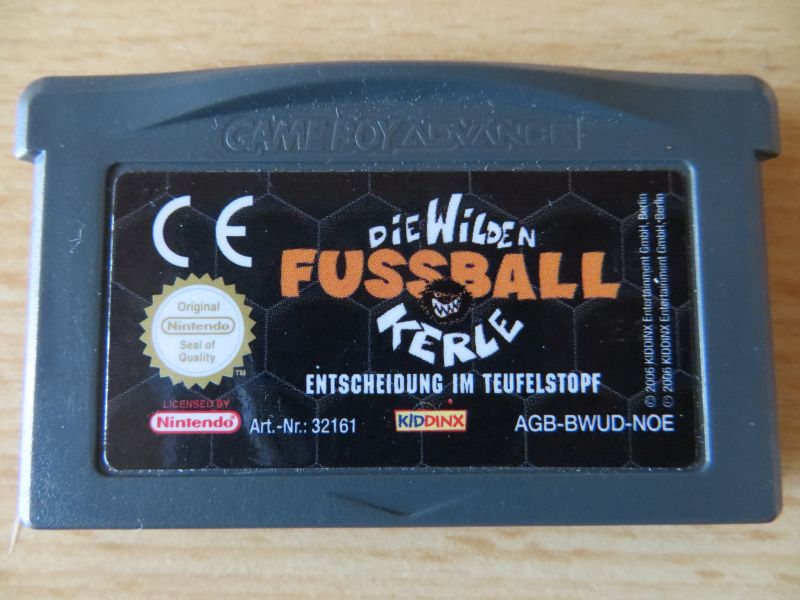 GAME BOY ADVANCE
CE
DIE WILDEN
FUSSBALL
KERLE
ENTSCHEIDUNG IM TEUFELSTOPF
Original
Nintendo
Seal of
Quality
TM
LICENSED BY
Nintendo
Art.-Nr.: 32161
KIDDINX
AGB-BWUD-NOE
© 2006 KIDDINX Entertainment GmbH, Berlin
© 2006 KIDDINX Entertainment GmbH, Berlin